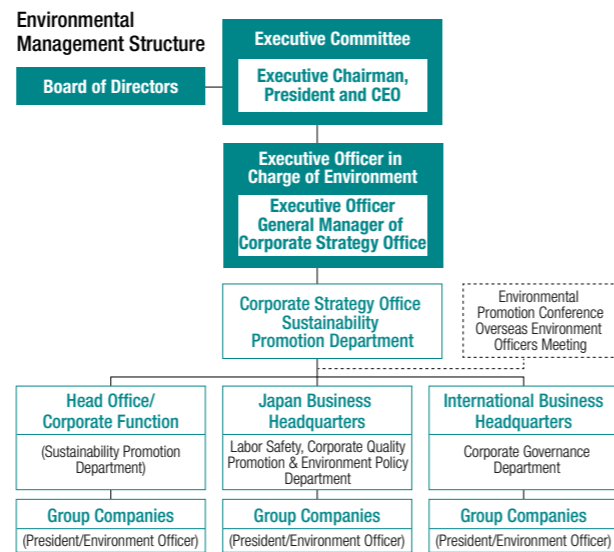 Environmental
Management Structure
Executive Committee
Executive Chairman,
President and CEO
Board of Directors
Executive Officer in
Charge of Environment
Executive Officer
General Manager of
Corporate Strategy Office
Corporate Strategy Office
Sustainability
Promotion Department
Environmental
Promotion Conference
Overseas Environment
Officers Meeting
Head Office/
Corporate Function
(Sustainability Promotion
Department)
Japan Business
Headquarters
Labor Safety, Corporate Quality
Promotion & Environment Policy
Department
International Business
Headquarters
Corporate Governance
Department
Group Companies
(President/Environment Officer)
Group Companies
(President/Environment Officer)
Group Companies
(President/Environment Officer)